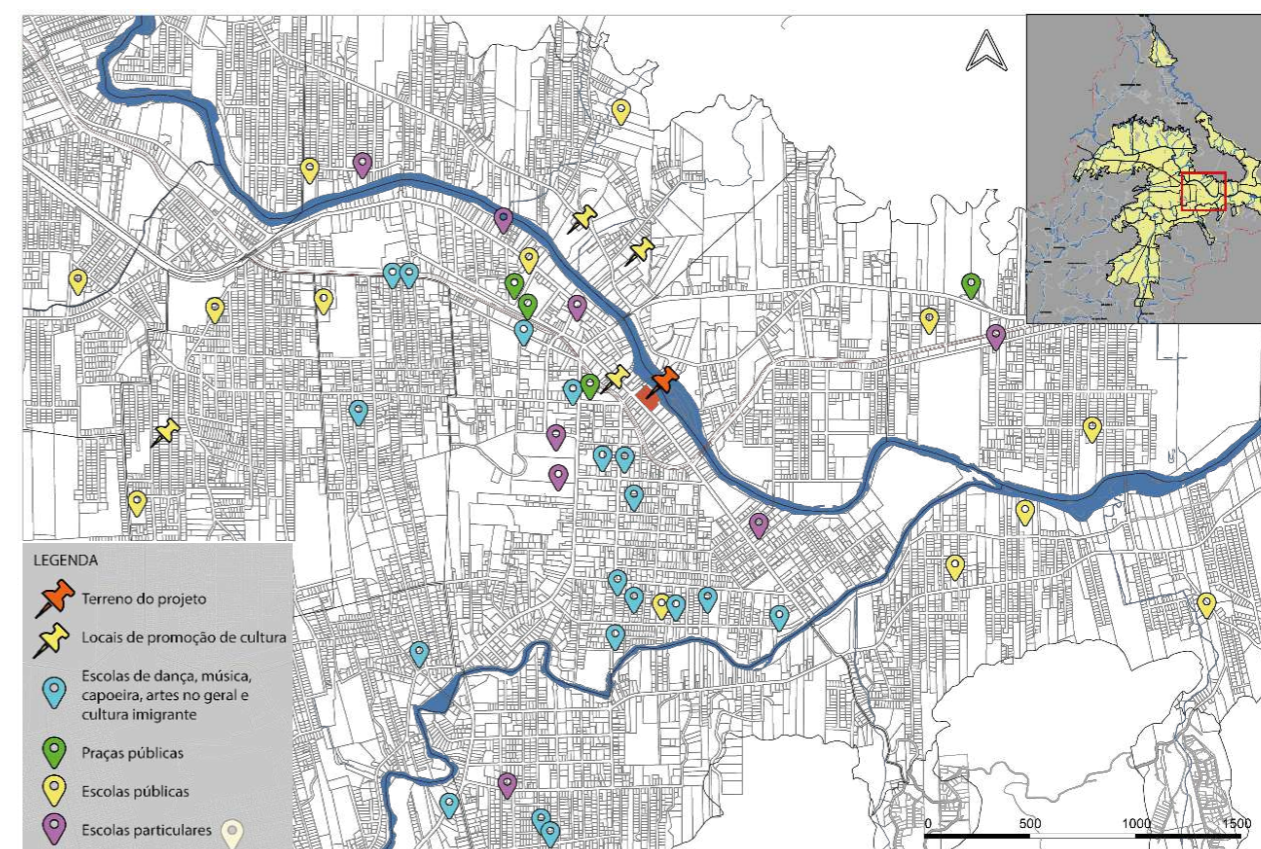 LEGENDA
Terreno do projeto
Locais de promoção de cultura
Escolas de dança, música,
capoeira, artes no geral e
cultura imigrante
Praças públicas
Escolas públicas
Escolas particulares
0 500 1000 1500